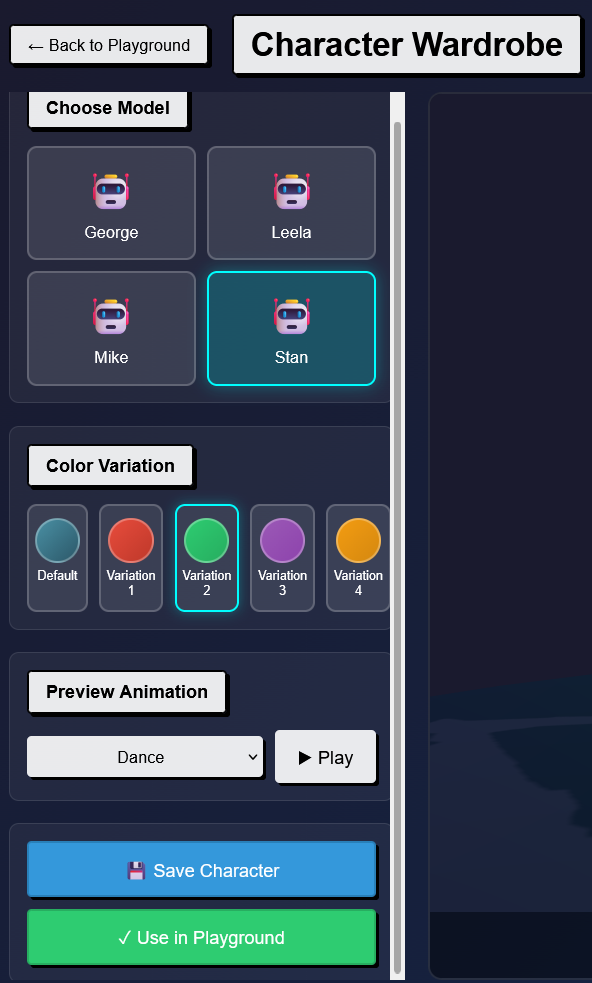 ← Back to Playground
Character Wardrobe
Choose Model
George
Leela
Mike
Stan
Color Variation
Default
Variation
1
Variation
2
Variation
3
Variation
4
Preview Animation
Dance
▶ Play
💾 Save Character
✓ Use in Playground